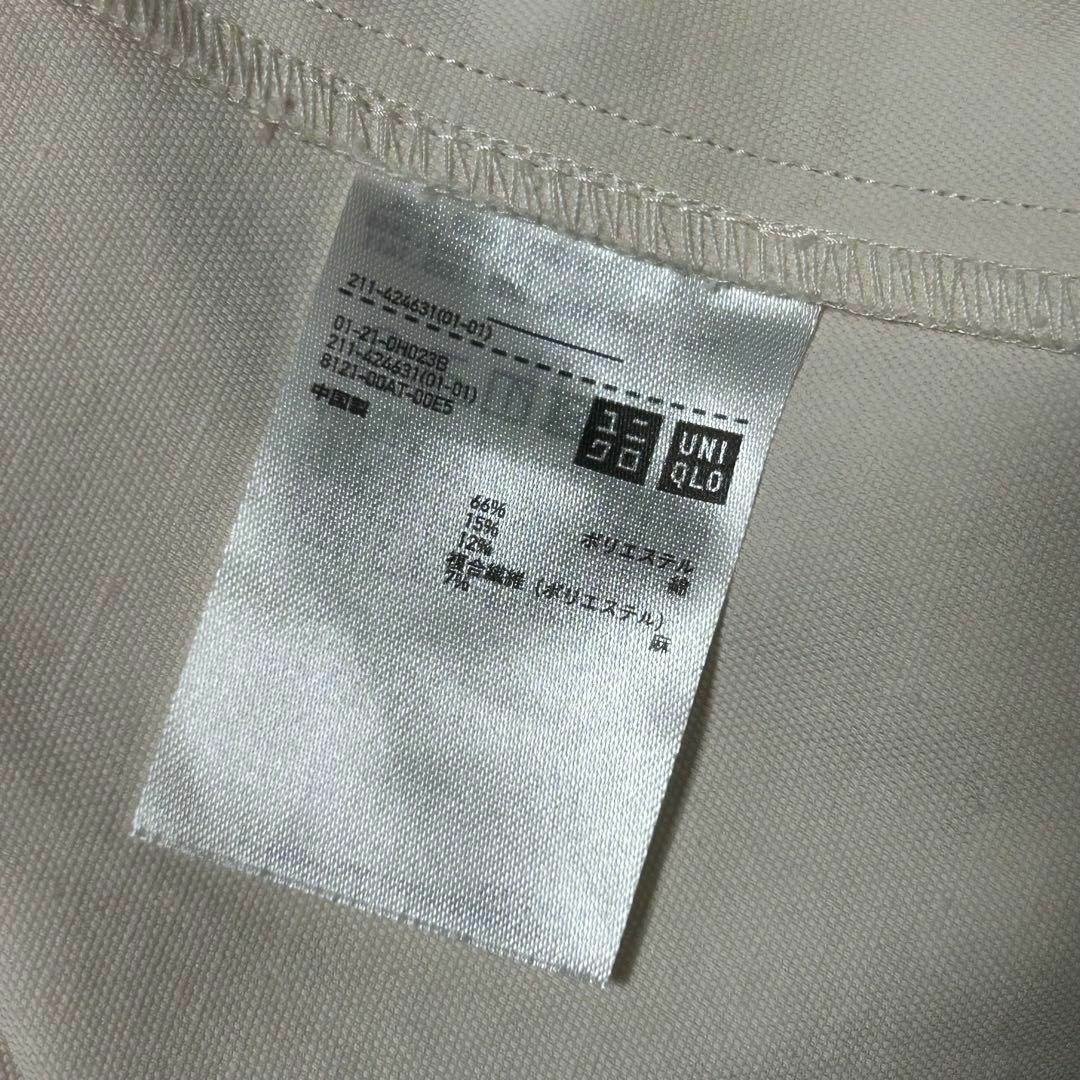 211-424631(01-01)
01-21-0H023B
211-424631(01-01)
8121-00AT-00E5
中国製
ユニ
クロ
UNI
QLO
66% ポリエステル
15% 綿
12% 複合繊維(ポリエステル)
7% 麻